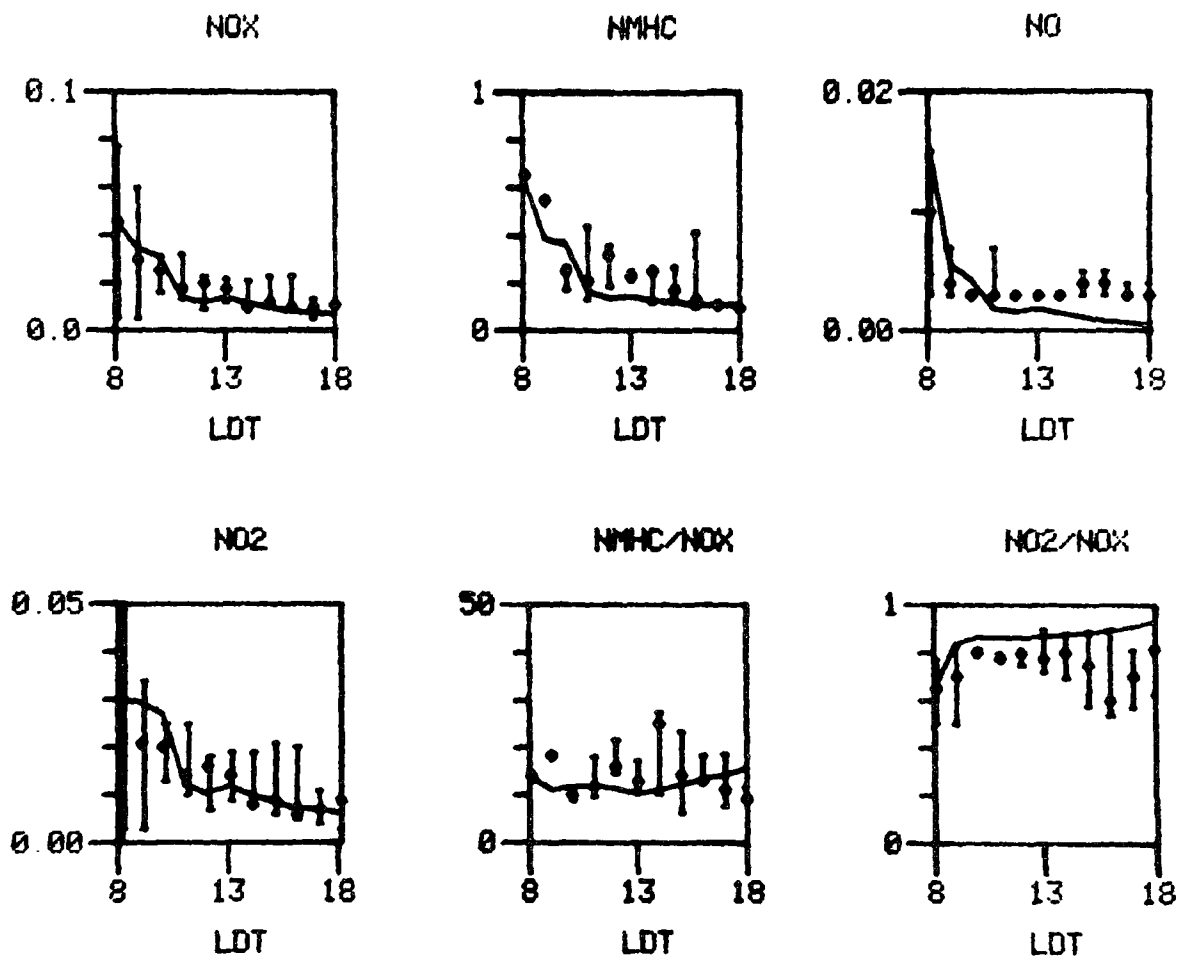 NOX
0.1
0.0
8 13 18
LDT
NMHC
1
0
8 13 18
LDT
NO
0.02
0.00
8 13 18
LDT
NO2
0.05
0.00
8 13 18
LDT
NMHC/NOX
50
0
8 13 18
LDT
NO2/NOX
1
0
8 13 18
LDT